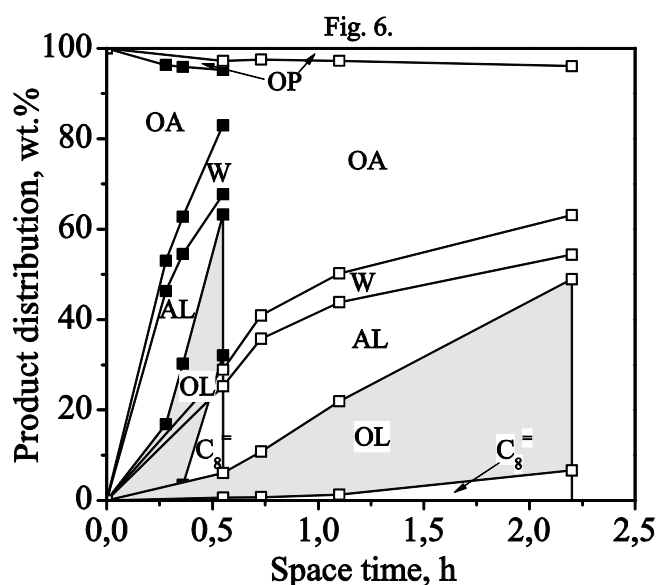 Fig. 6.
100
80
60
40
20
0
Product distribution, wt.%
OP
OA
OA
W
W
AL
AL
OL
OL
C₈⁼
C₈⁼
0,0
0,5
1,0
1,5
2,0
2,5
Space time, h